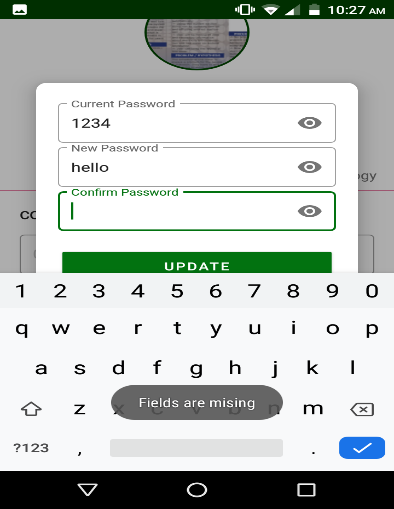 10:27 AM
Current Password
1234
New Password
hello
ogy
Confirm Password
CO
UPDATE
1 2 3 4 5 6 7 8 9 0
q w e r t y u i o p
a s d f g h j k l
z x c v b n m
Fields are mising
?123 , .